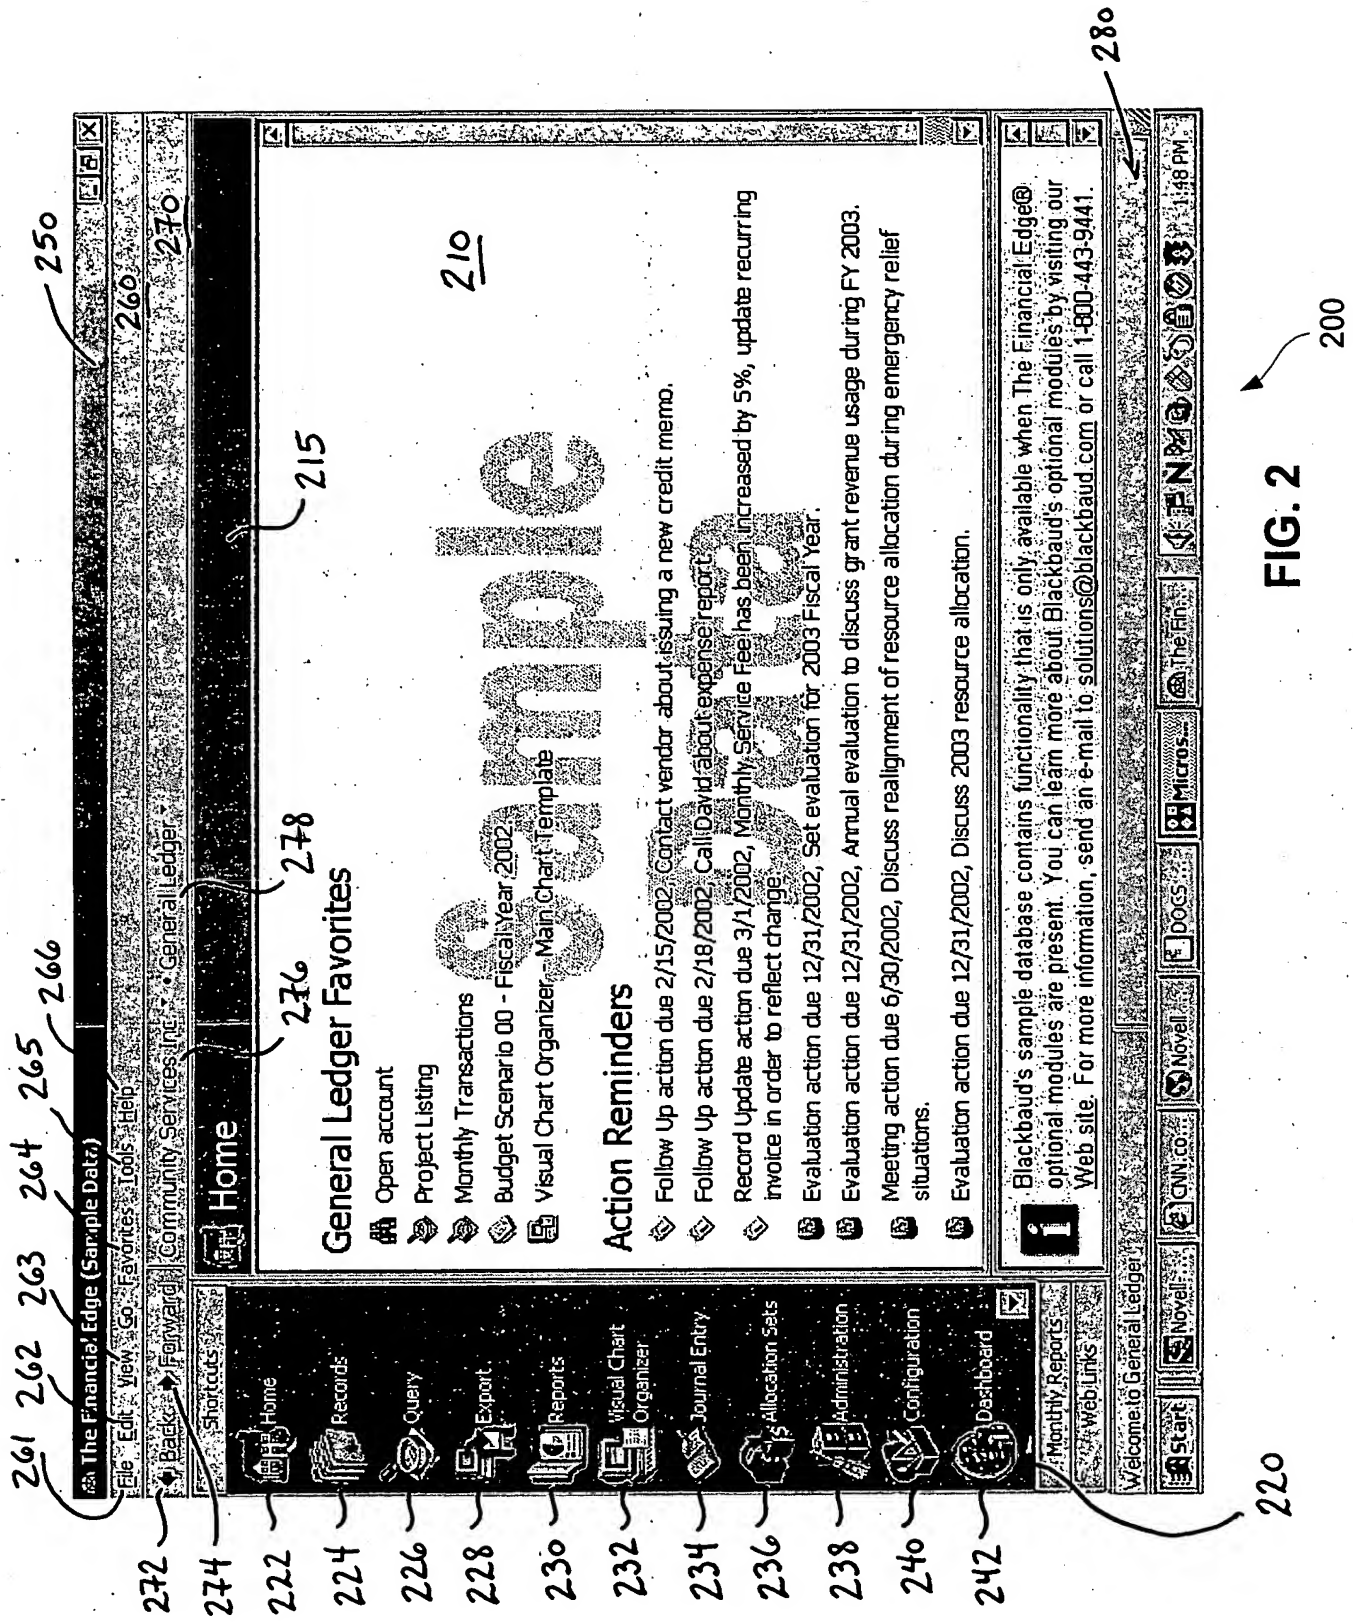 261 262 263 264 265 266
250
The Financial Edge (Sample Data)
File Edit View Go Favorites Tools Help
260
Back Forward Community Services Inc. General Ledger
270
272
274
276
278
215
Shortcuts
Home
222
Home
224
Records
226
Query
228
Export
230
Reports
232
Visual Chart
Organizer
234
Journal Entry
236
Allocation Sets
238
Administration
240
Configuration
242
Dashboard
Monthly Reports
Web Links
220
210
Sample
Data
General Ledger Favorites
Open account
Project Listing
Monthly Transactions
Budget Scenario 00 - Fiscal Year 2002
Visual Chart Organizer - Main Chart Template
Action Reminders
Follow Up action due 2/15/2002, Contact vendor about issuing a new credit memo.
Follow Up action due 2/18/2002, Call David about expense report.
Record Update action due 3/1/2002, Monthly Service Fee has been increased by 5%, update recurring
invoice in order to reflect change.
Evaluation action due 12/31/2002, Set evaluation for 2003 Fiscal Year.
Evaluation action due 12/31/2002, Annual evaluation to discuss grant revenue usage during FY 2003.
Meeting action due 6/30/2002, Discuss realignment of resource allocation during emergency relief
situations.
Evaluation action due 12/31/2002, Discuss 2003 resource allocation.
i
Blackbaud's sample database contains functionality that is only available when The Financial Edge®
optional modules are present. You can learn more about Blackbaud's optional modules by visiting our
Web site. For more information, send an e-mail to solutions@blackbaud.com or call 1-800-443-9441.
Welcome to General Ledger
280
Start Novell CNN.co... Novell DOCS Micros... The Fin... N 1:48 PM
200
FIG. 2